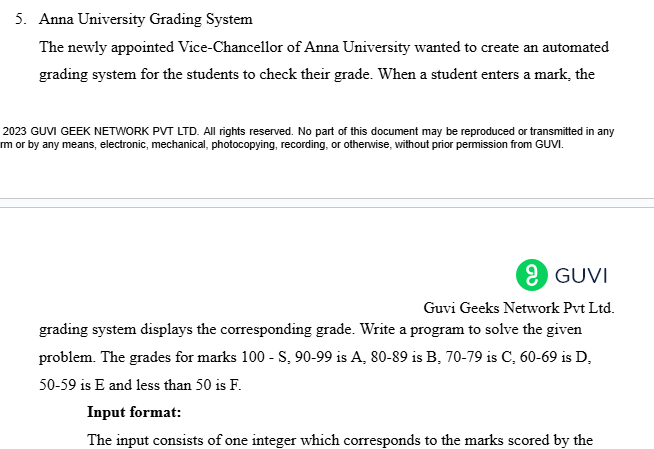 5. Anna University Grading System
The newly appointed Vice-Chancellor of Anna University wanted to create an automated
grading system for the students to check their grade. When a student enters a mark, the
2023 GUVI GEEK NETWORK PVT LTD. All rights reserved. No part of this document may be reproduced or transmitted in any
rm or by any means, electronic, mechanical, photocopying, recording, or otherwise, without prior permission from GUVI.
GUVI
Guvi Geeks Network Pvt Ltd.
grading system displays the corresponding grade. Write a program to solve the given
problem. The grades for marks 100 - S, 90-99 is A, 80-89 is B, 70-79 is C, 60-69 is D,
50-59 is E and less than 50 is F.
Input format:
The input consists of one integer which corresponds to the marks scored by the